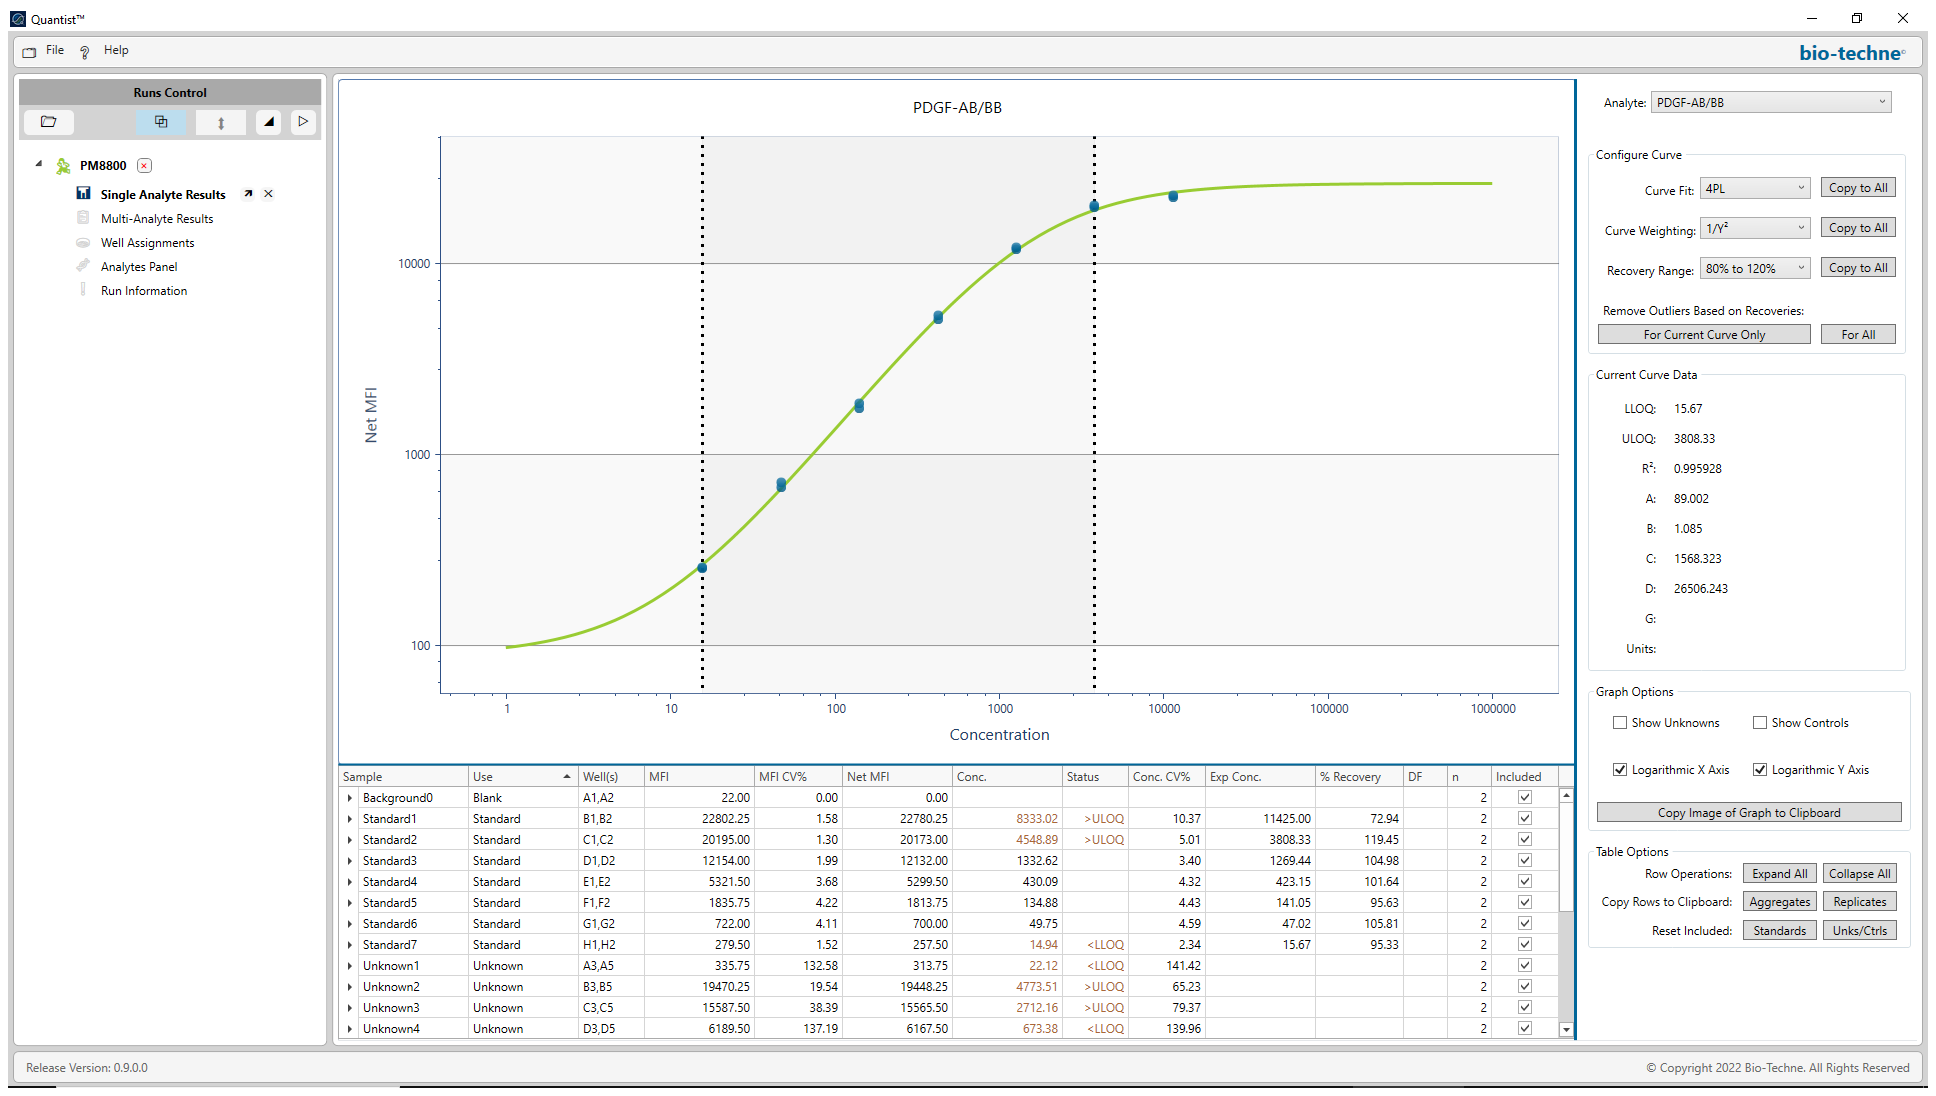 Quantist™
File
Help
bio-techne
Runs Control
PM8800
Single Analyte Results
Multi-Analyte Results
Well Assignments
Analytes Panel
Run Information
PDGF-AB/BB
Net MFI
10000
1000
100
1 10 100 1000 10000 100000 1000000
Concentration
Analyte: PDGF-AB/BB
Configure Curve
Curve Fit: 4PL Copy to All
Curve Weighting: 1/Y² Copy to All
Recovery Range: 80% to 120% Copy to All
Remove Outliers Based on Recoveries:
For Current Curve Only For All
Current Curve Data
LLOQ: 15.67
ULOQ: 3808.33
R²: 0.995928
A: 89.002
B: 1.085
C: 1568.323
D: 26506.243
G:
Units:
Graph Options
Show Unknowns Show Controls
Logarithmic X Axis Logarithmic Y Axis
Copy Image of Graph to Clipboard
Table Options
Row Operations: Expand All Collapse All
Copy Rows to Clipboard: Aggregates Replicates
Reset Included: Standards Unks/Ctrls
Sample Use Well(s) MFI MFI CV% Net MFI Conc. Status Conc. CV% Exp Conc. % Recovery DF n Included
Background0 Blank A1,A2 22.00 0.00 0.00 2
Standard1 Standard B1,B2 22802.25 1.58 22780.25 8333.02 >ULOQ 10.37 11425.00 72.94 2
Standard2 Standard C1,C2 20195.00 1.30 20173.00 4548.89 >ULOQ 5.01 3808.33 119.45 2
Standard3 Standard D1,D2 12154.00 1.99 12132.00 1332.62 3.40 1269.44 104.98 2
Standard4 Standard E1,E2 5321.50 3.68 5299.50 430.09 4.32 423.15 101.64 2
Standard5 Standard F1,F2 1835.75 4.22 1813.75 134.88 4.43 141.05 95.63 2
Standard6 Standard G1,G2 722.00 4.11 700.00 49.75 4.59 47.02 105.81 2
Standard7 Standard H1,H2 279.50 1.52 257.50 14.94 <LLOQ 2.34 15.67 95.33 2
Unknown1 Unknown A3,A5 335.75 132.58 313.75 22.12 <LLOQ 141.42 2
Unknown2 Unknown B3,B5 19470.25 19.54 19448.25 4773.51 >ULOQ 65.23 2
Unknown3 Unknown C3,C5 15587.50 38.39 15565.50 2712.16 >ULOQ 79.37 2
Unknown4 Unknown D3,D5 6189.50 137.19 6167.50 673.38 <LLOQ 139.96 2
Release Version: 0.9.0.0
© Copyright 2022 Bio-Techne. All Rights Reserved